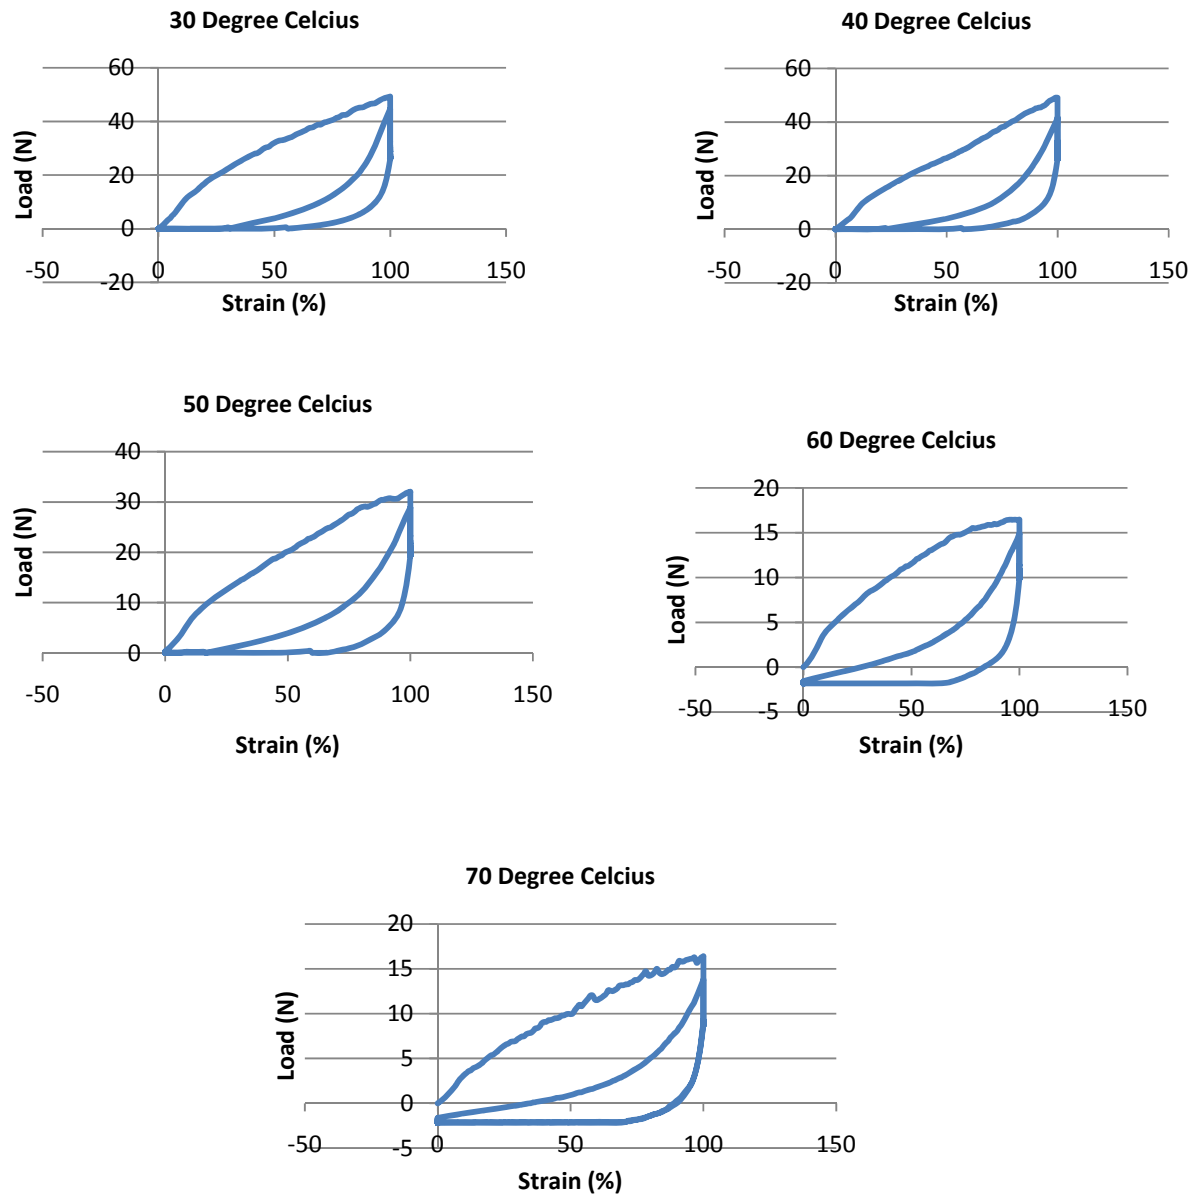 30 Degree Celcius
60
40
20
0
-20
-50 0 50 100 150
Load (N)
Strain (%)
40 Degree Celcius
60
40
20
0
-20
-50 0 50 100 150
Load (N)
Strain (%)
50 Degree Celcius
40
30
20
10
0
-50 0 50 100 150
Load (N)
Strain (%)
60 Degree Celcius
20
15
10
5
0
-5
-50 0 50 100 150
Load (N)
Strain (%)
70 Degree Celcius
20
15
10
5
0
-5
-50 0 50 100 150
Load (N)
Strain (%)